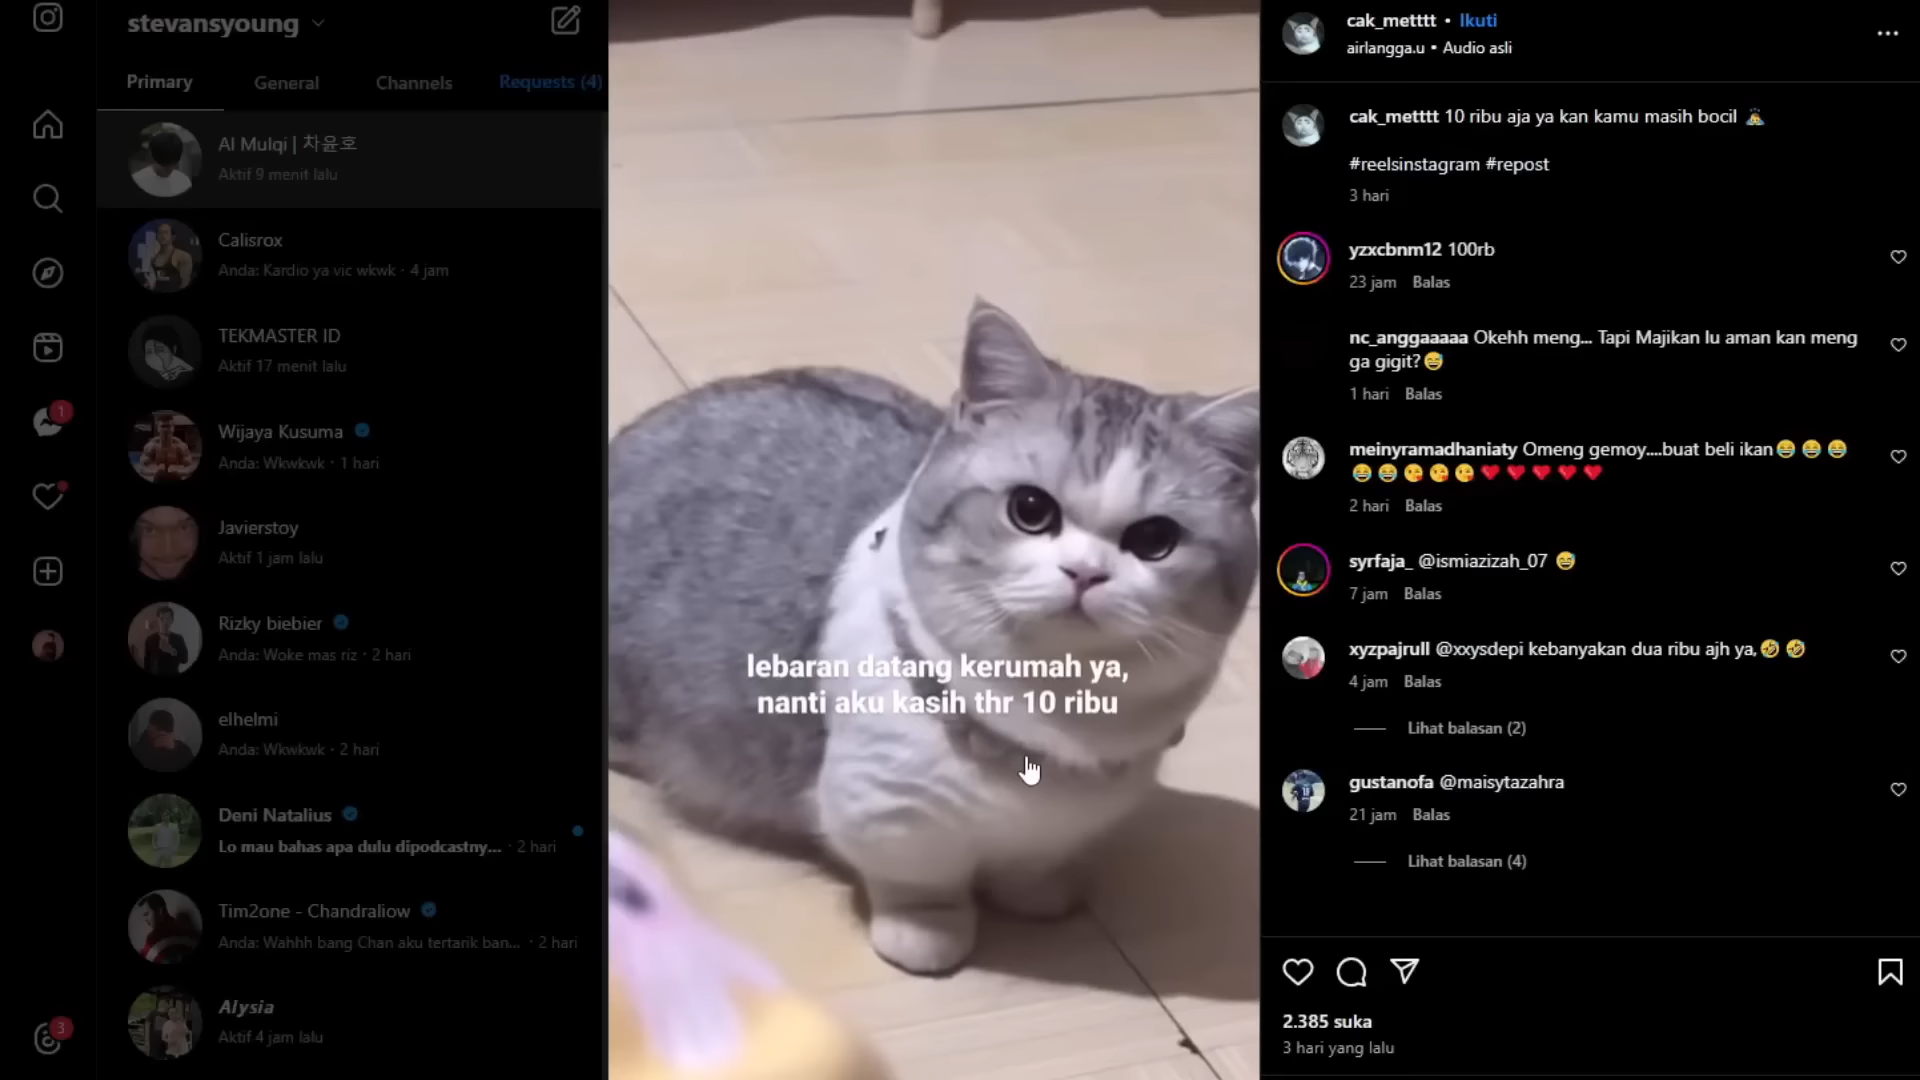 stevansyoung
Primary
General
Channels
Requests (4)
Al Mulqi | 차윤호
Aktif 9 menit lalu
Calisrox
Anda: Kardio ya vic wkwk · 4 jam
TEKMASTER ID
Aktif 17 menit lalu
1
Wijaya Kusuma
Anda: Wkwkwk · 1 hari
Javierstoy
Aktif 1 jam lalu
Rizky biebier
Anda: Woke mas riz · 2 hari
elhelmi
Anda: Wkwkwk · 2 hari
Deni Natalius
Lo mau bahas apa dulu dipodcastny... · 2 hari
Tim2one - Chandraliow
Anda: Wahhh bang Chan aku tertarik ban... · 2 hari
Alysia
Aktif 4 jam lalu
3
lebaran datang kerumah ya,
nanti aku kasih thr 10 ribu
cak_metttt • Ikuti
airlangga.u • Audio asli
cak_metttt 10 ribu aja ya kan kamu masih bocil 🙇
#reelsinstagram #repost
3 hari
yzxcbnm12 100rb
23 jam Balas
nc_anggaaaaa Okehh meng... Tapi Majikan lu aman kan meng
ga gigit?😅
1 hari Balas
meinyramadhaniaty Omeng gemoy....buat beli ikan😂😂😂
😂😂😘😘😘❤️❤️❤️❤️❤️
2 hari Balas
syrfaja_ @ismiazizah_07 😅
7 jam Balas
xyzpajrull @xxysdepi kebanyakan dua ribu ajh ya,🤣🤣
4 jam Balas
Lihat balasan (2)
gustanofa @maisytazahra
21 jam Balas
Lihat balasan (4)
2.385 suka
3 hari yang lalu